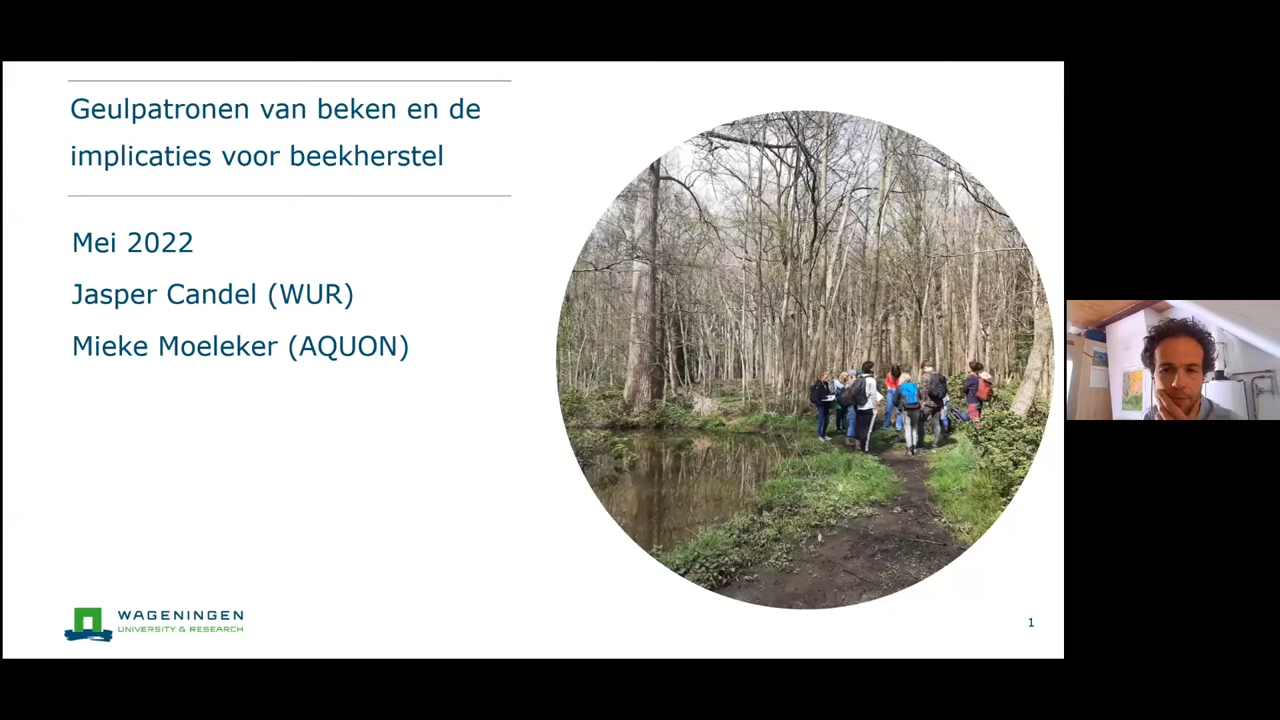 Geulpatronen van beken en de
implicaties voor beekherstel
Mei 2022
Jasper Candel (WUR)
Mieke Moeleker (AQUON)
WAGENINGEN
UNIVERSITY & RESEARCH
1